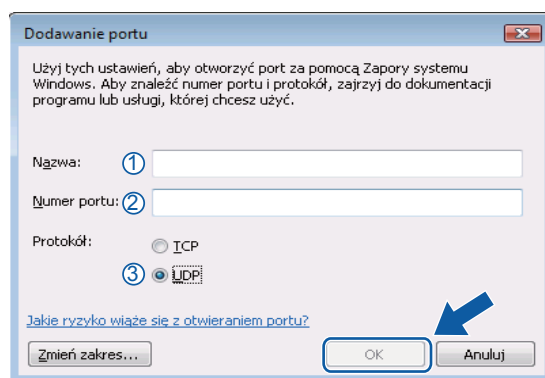 Dodawanie portu
Użyj tych ustawień, aby otworzyć port za pomocą Zapory systemu
Windows. Aby znaleźć numer portu i protokół, zajrzyj do dokumentacji
programu lub usługi, której chcesz użyć.
Nazwa: 1
Numer portu: 2
Protokół: TCP
3 UDP
Jakie ryzyko wiąże się z otwieraniem portu?
Zmień zakres... OK Anuluj